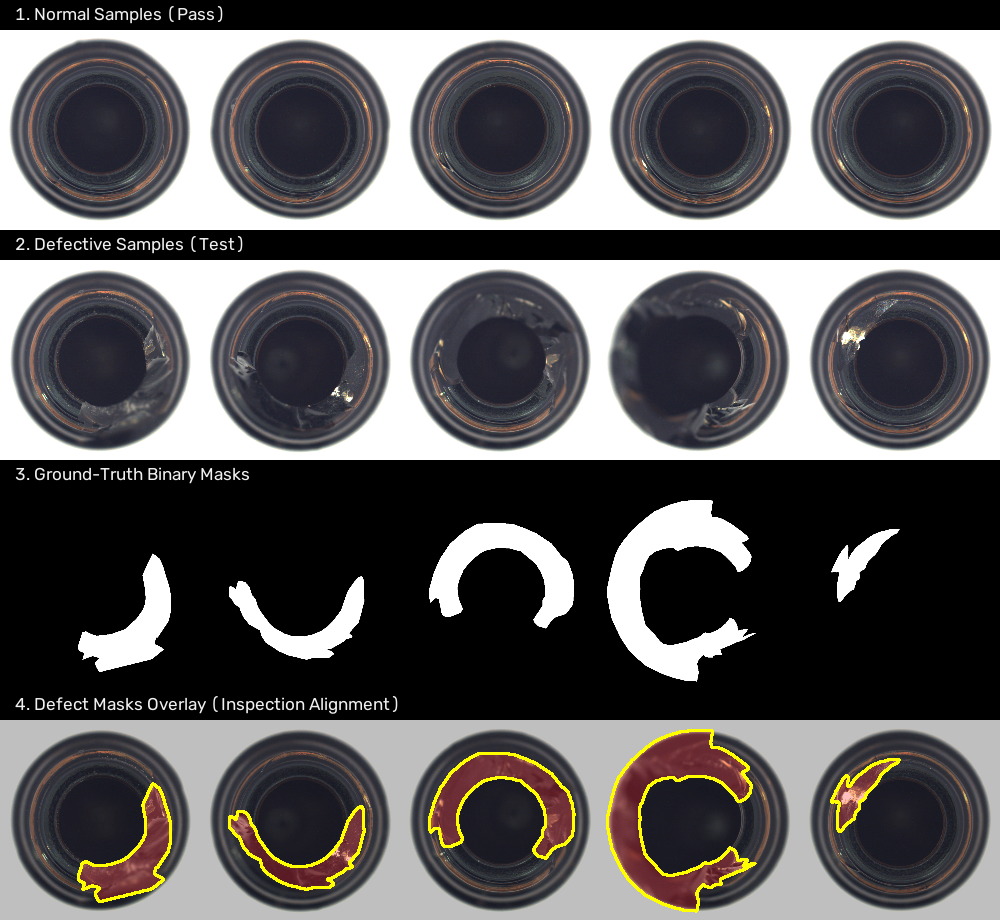 1. Normal Samples (Pass)
2. Defective Samples (Test)
3. Ground-Truth Binary Masks
4. Defect Masks Overlay (Inspection Alignment)